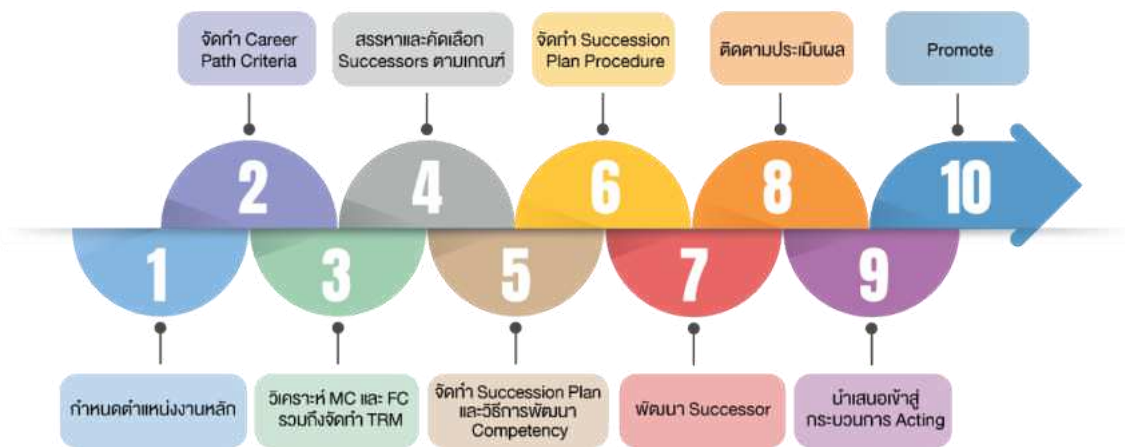 จัดทำ Career
Path Criteria
สรรหาและคัดเลือก
Successors ตามเกณฑ์
จัดทำ Succession
Plan Procedure
ติดตามประเมินผล
Promote
2
4
6
8
10
1
3
5
7
9
กำหนดตำแหน่งงานหลัก
วิเคราะห์ MC และ FC
รวมถึงจัดทำ TRM
จัดทำ Succession Plan
และวิธีการพัฒนา
Competency
พัฒนา Successor
นำเสนอเข้าสู่
กระบวนการ Acting